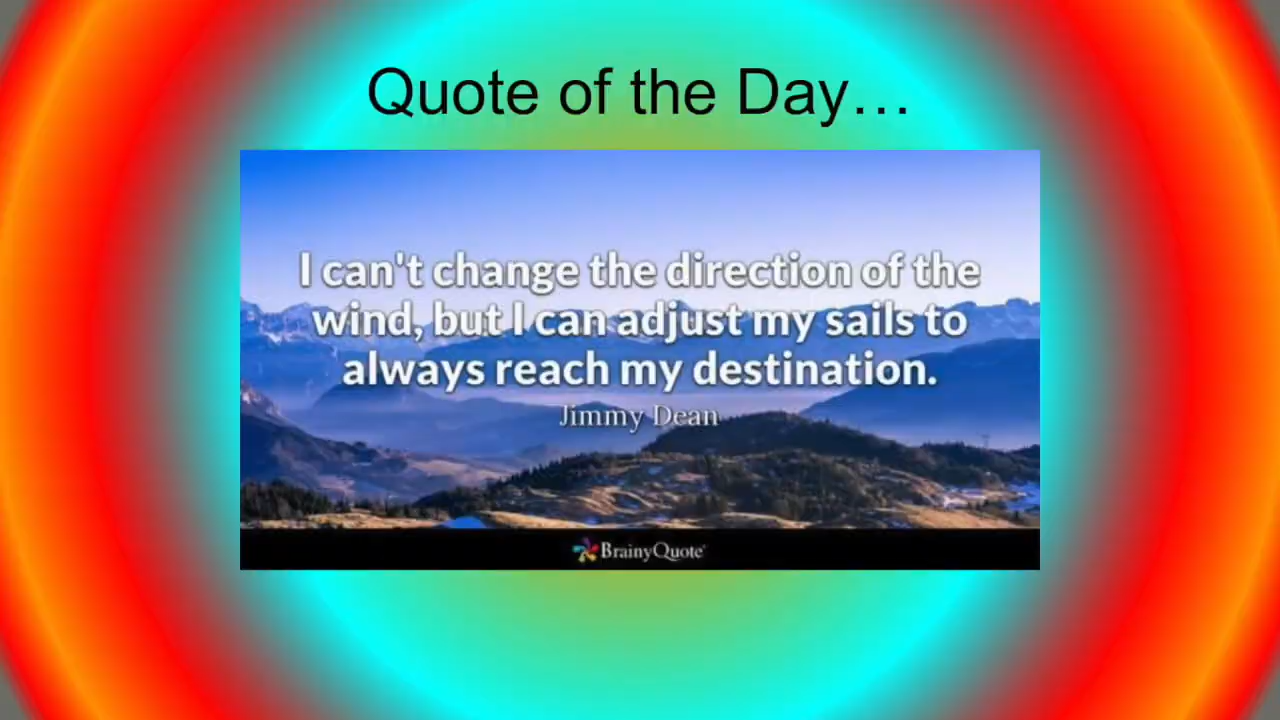 Quote of the Day…
I can't change the direction of the
wind, but I can adjust my sails to
always reach my destination.
Jimmy Dean
BrainyQuote®